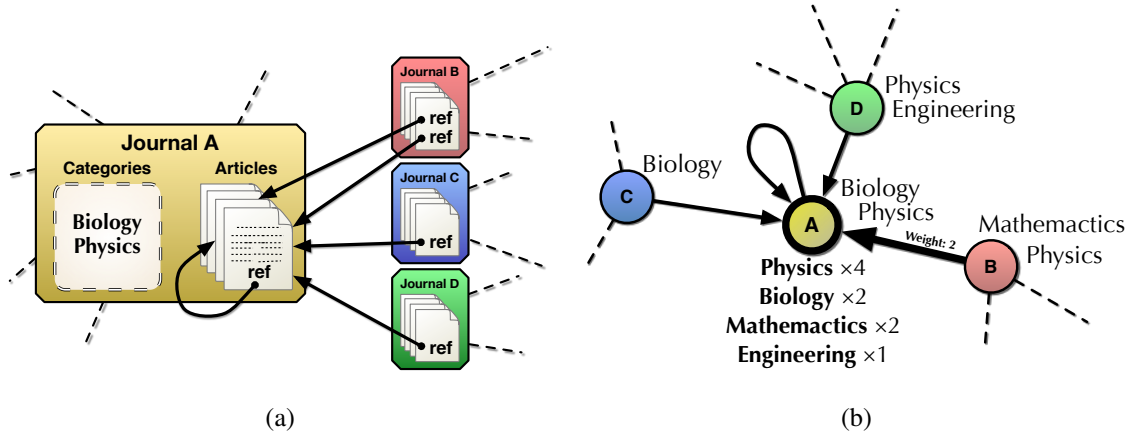 Journal A
Categories
Articles
Biology
Physics
ref
Journal B
ref
ref
Journal C
ref
Journal D
ref
(a)
D
Physics
Engineering
C
Biology
A
Biology
Physics
Weight: 2
B
Mathemactics
Physics
Physics ×4
Biology ×2
Mathemactics ×2
Engineering ×1
(b)